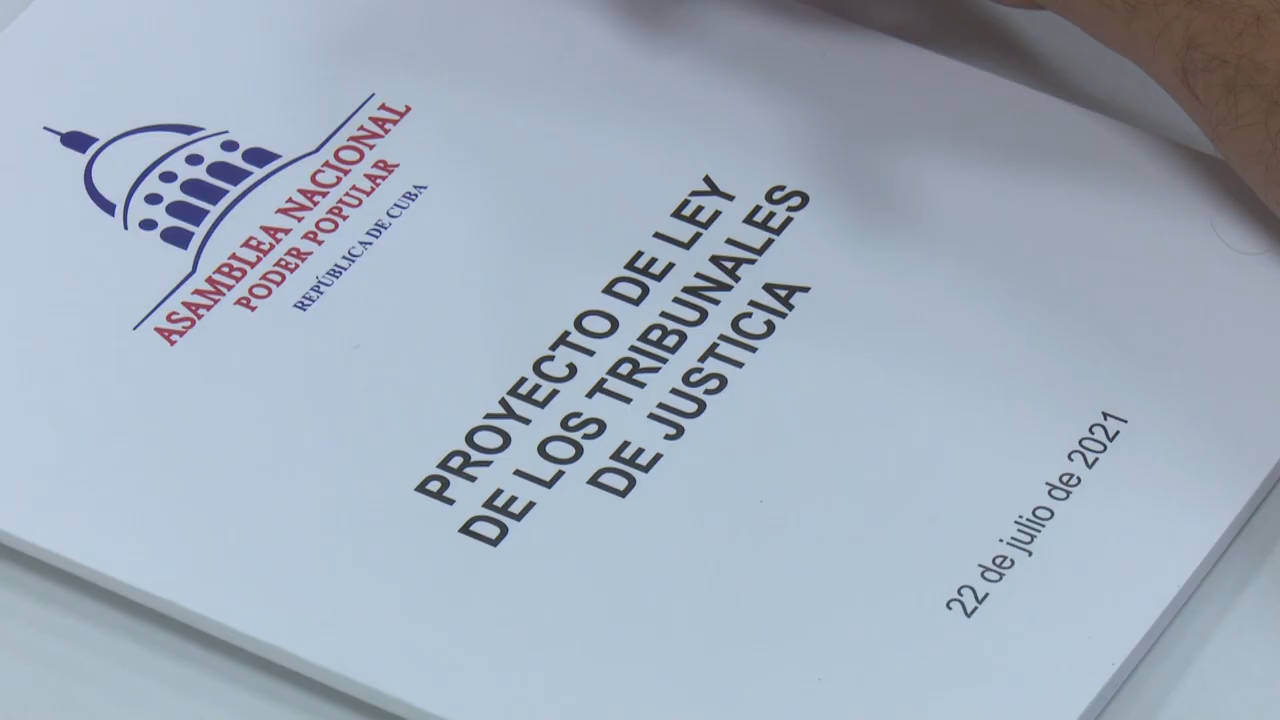 ASAMBLEA NACIONAL
PODER POPULAR
REPÚBLICA DE CUBA
PROYECTO DE LEY
DE LOS TRIBUNALES
DE JUSTICIA
22 de julio de 2021